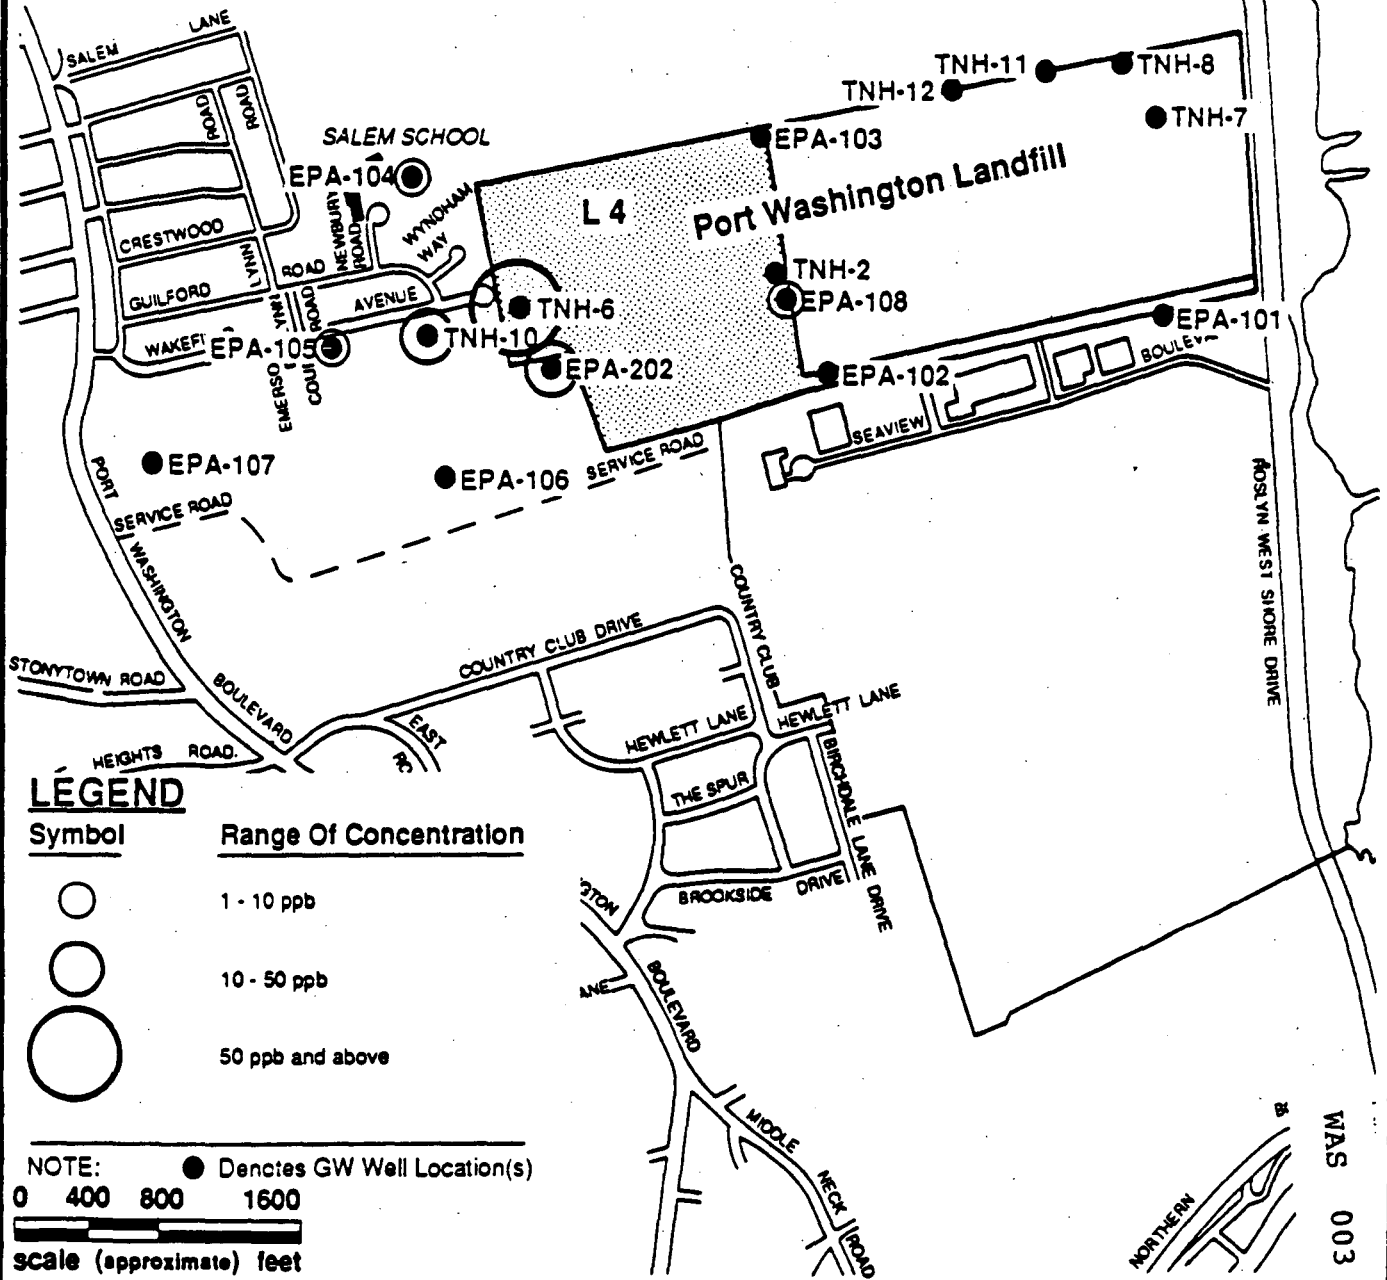 SALEM LANE
ROAD
ROAD
SALEM SCHOOL
EPA-104
TNH-12
TNH-11
TNH-8
TNH-7
EPA-103
L 4
Port Washington Landfill
CRESTWOOD
LYNN
NEWBURY
ROAD
WYNDHAM
WAY
GUILFORD
ROAD
AVENUE
TNH-2
EPA-108
TNH-6
TNH-10
EPA-105
EPA-202
EPA-101
EPA-102
BOULEVA
SEAVIEW
EPA-107
EPA-106
SERVICE ROAD
SERVICE ROAD
PORT
WASHINGTON
BOULEVARD
ROSLYN WEST SHORE DRIVE
STONYTOWN ROAD
HEIGHTS ROAD.
COUNTRY CLUB DRIVE
COUNTRY CLUB
EAST
HEWLETT LANE
HEWLETT LANE
THE SPUR
BIRCHDALE LANE
DRIVE
BROOKSIDE DRIVE
GTON
BOULEVARD
ANE
MIDDLE
NECK
ROAD
NORTHERN
LEGEND
Symbol Range Of Concentration
1 - 10 ppb
10 - 50 ppb
50 ppb and above
NOTE: Denotes GW Well Location(s)
0 400 800 1600
scale (approximate) feet
WAS 003